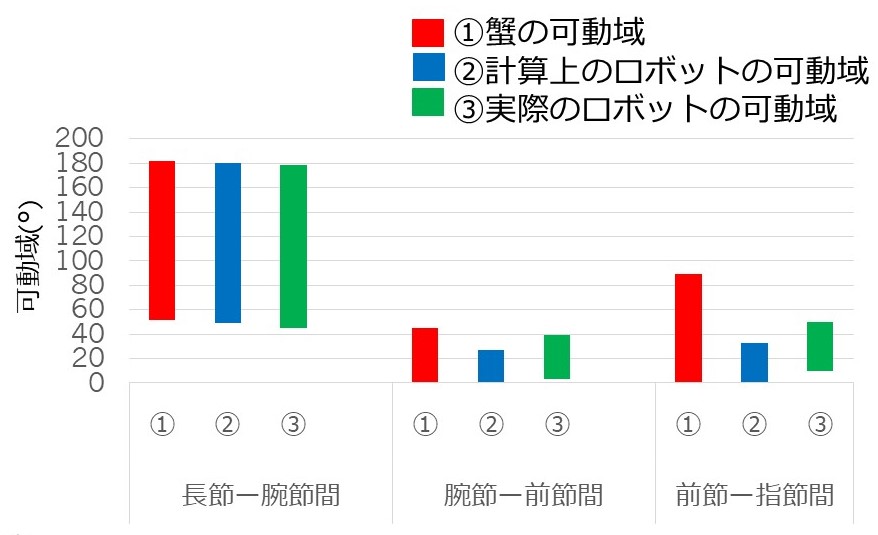 ①蟹の可動域
②計算上のロボットの可動域
③実際のロボットの可動域
可動域(°)
200
180
160
140
120
100
80
60
40
20
0
① ② ③ ① ② ③ ① ② ③
長節ー腕節間 腕節ー前節間 前節ー指節間